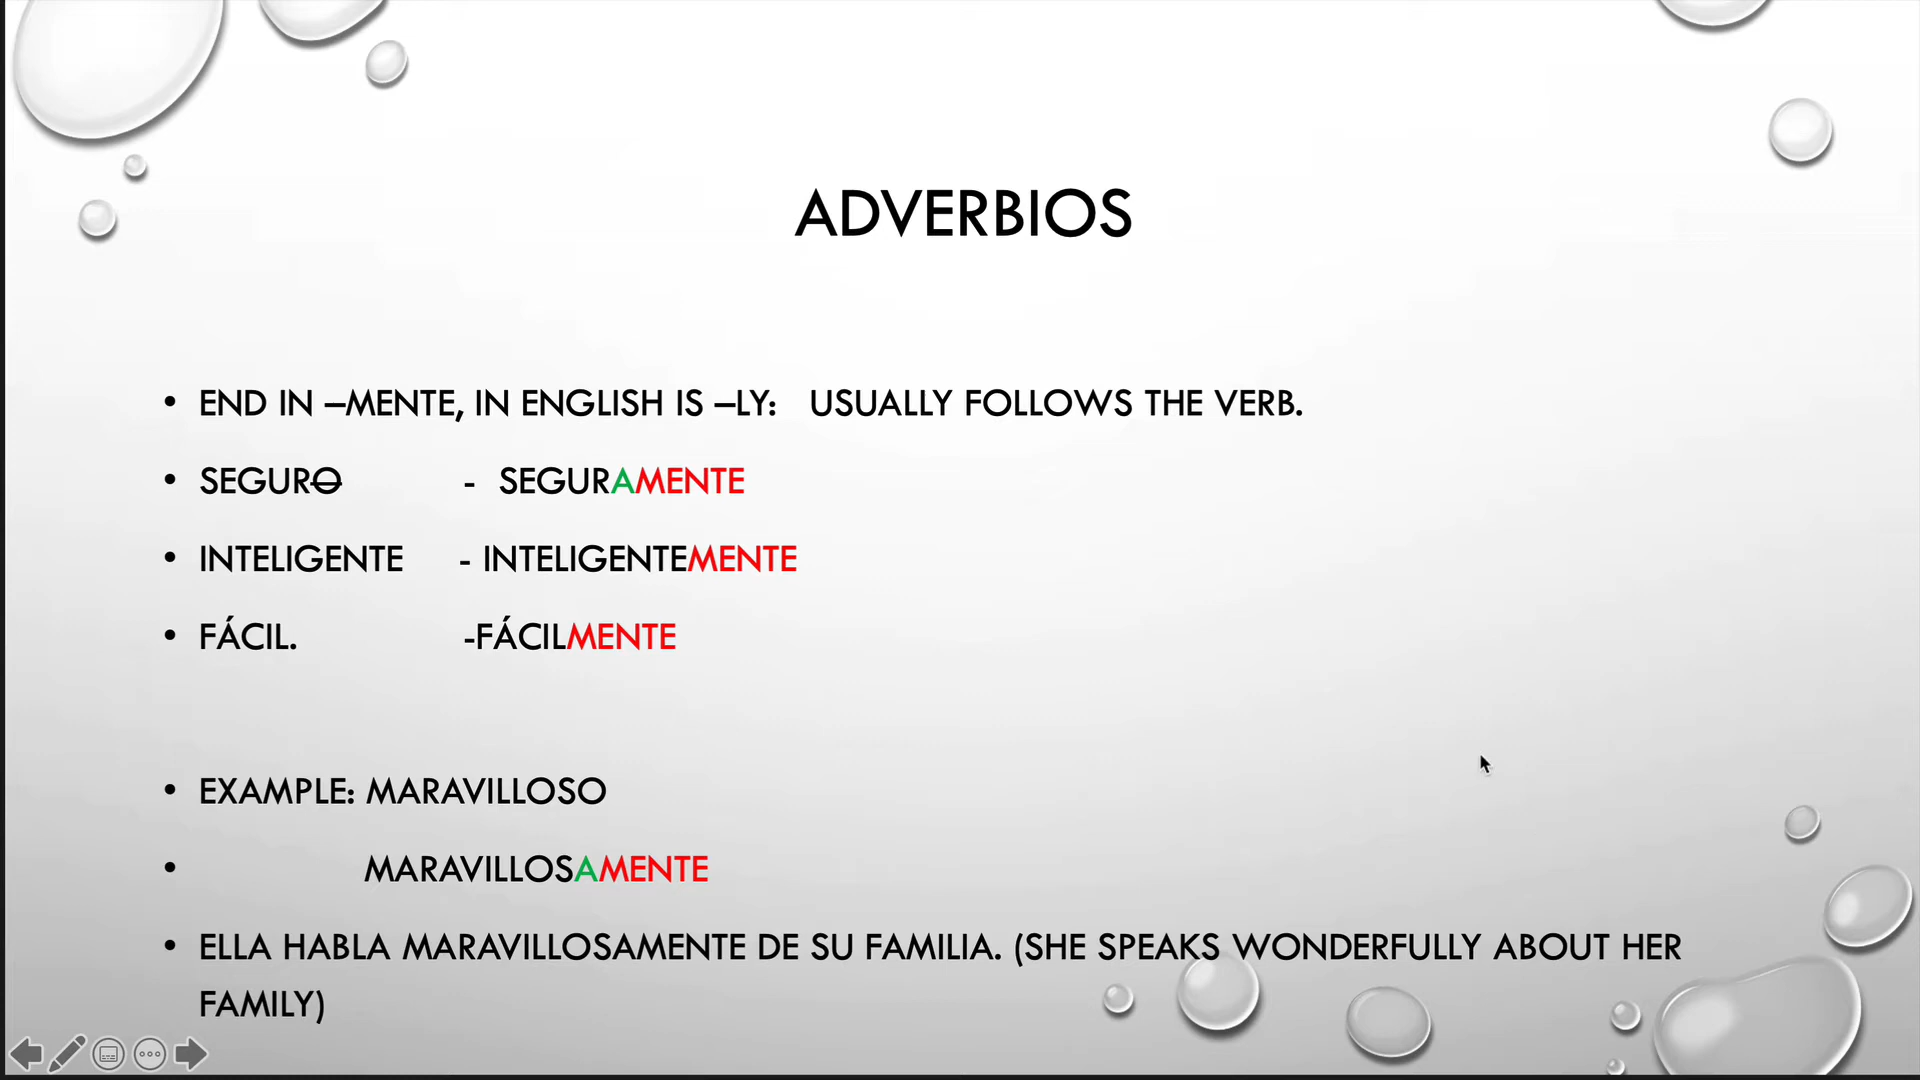 ADVERBIOS
• END IN –MENTE, IN ENGLISH IS –LY: USUALLY FOLLOWS THE VERB.
• SEGURO - SEGURAMENTE
• INTELIGENTE - INTELIGENTEMENTE
• FÁCIL. -FÁCILMENTE
• EXAMPLE: MARAVILLOSO
• MARAVILLOSAMENTE
• ELLA HABLA MARAVILLOSAMENTE DE SU FAMILIA. (SHE SPEAKS WONDERFULLY ABOUT HER
FAMILY)